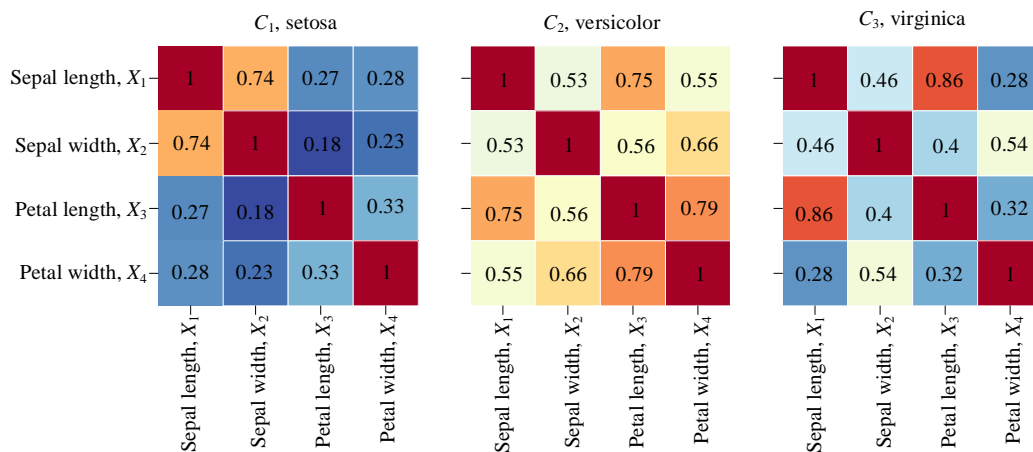 C1, setosa
C2, versicolor
C3, virginica
Sepal length, X1
1 0.74 0.27 0.28
1 0.53 0.75 0.55
1 0.46 0.86 0.28
Sepal width, X2
0.74 1 0.18 0.23
0.53 1 0.56 0.66
0.46 1 0.4 0.54
Petal length, X3
0.27 0.18 1 0.33
0.75 0.56 1 0.79
0.86 0.4 1 0.32
Petal width, X4
0.28 0.23 0.33 1
0.55 0.66 0.79 1
0.28 0.54 0.32 1
Sepal length, X1
Sepal width, X2
Petal length, X3
Petal width, X4
Sepal length, X1
Sepal width, X2
Petal length, X3
Petal width, X4
Sepal length, X1
Sepal width, X2
Petal length, X3
Petal width, X4